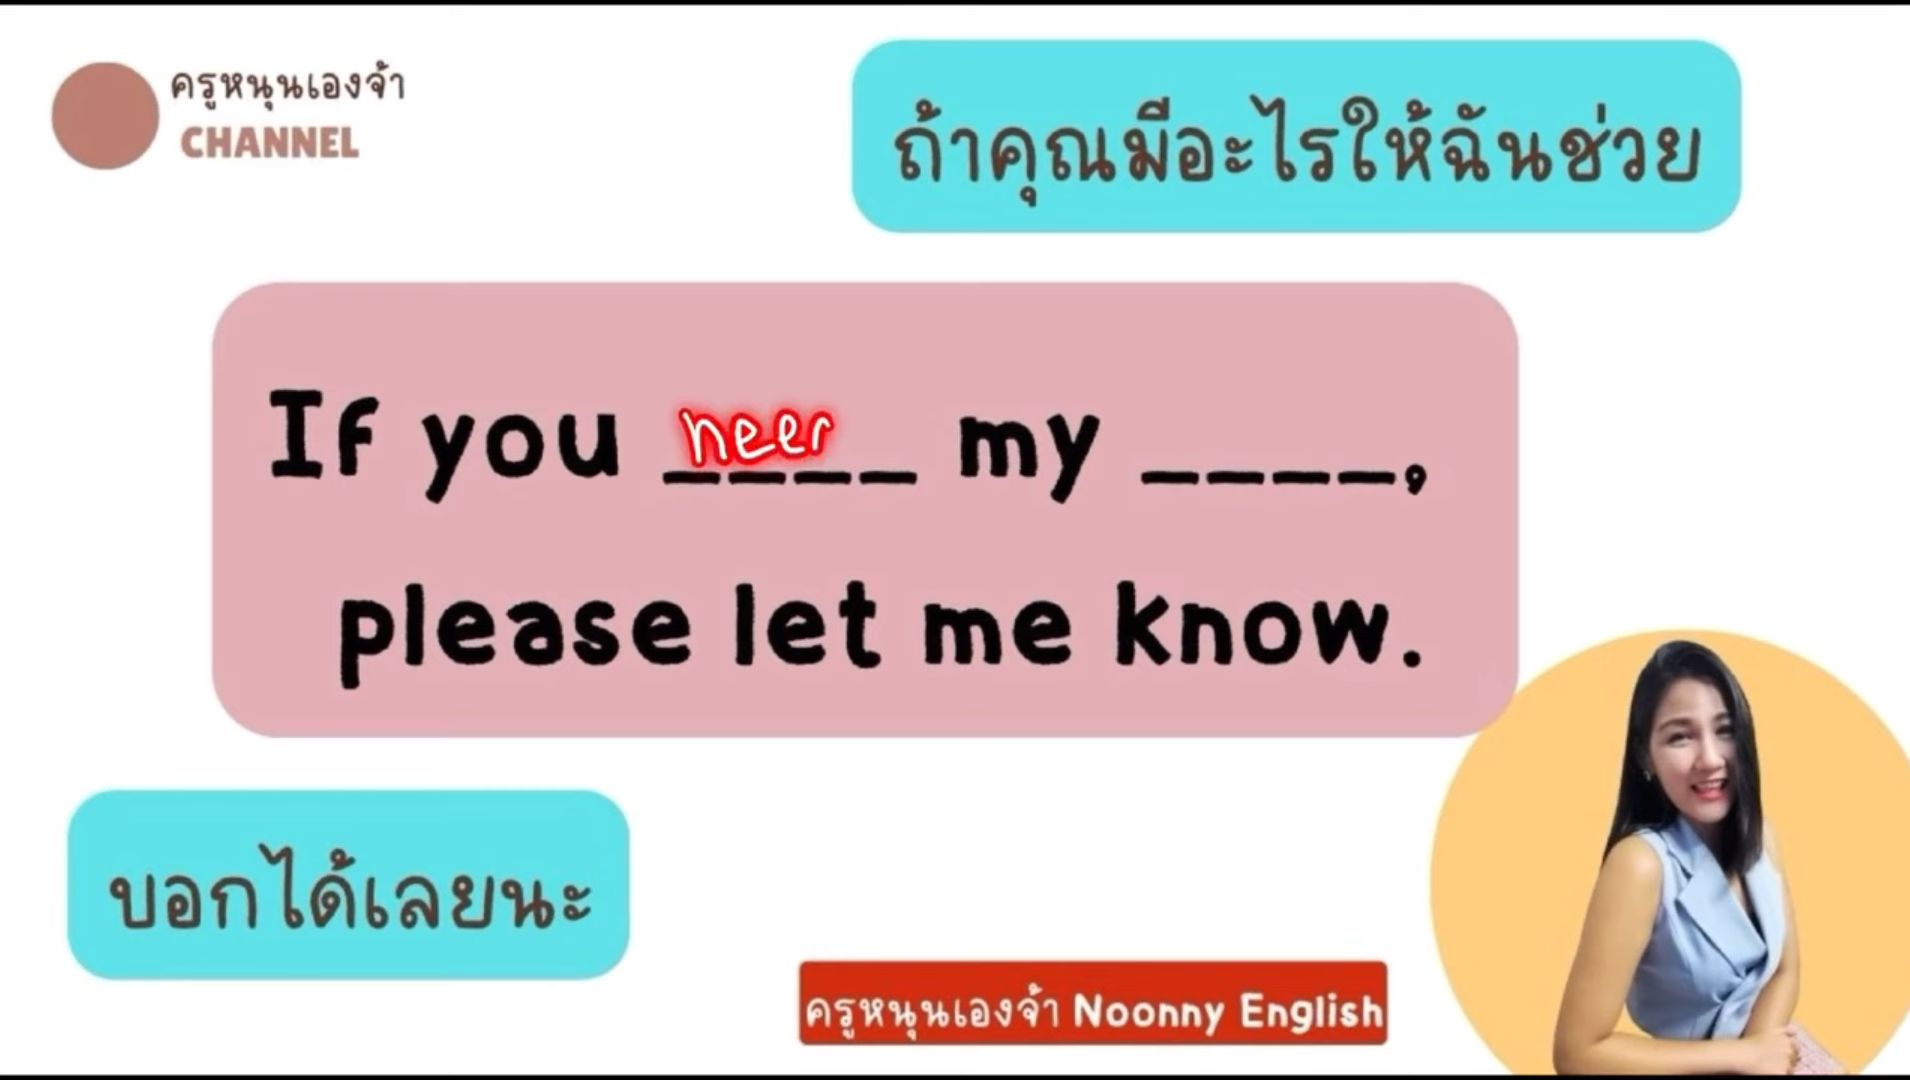 ครูหนุนเองจ้า
CHANNEL
ถ้าคุณมีอะไรให้ฉันช่วย
If you neer my ____,
please let me know.
บอกได้เลยนะ
ครูหนุนเองจ้า Noonny English